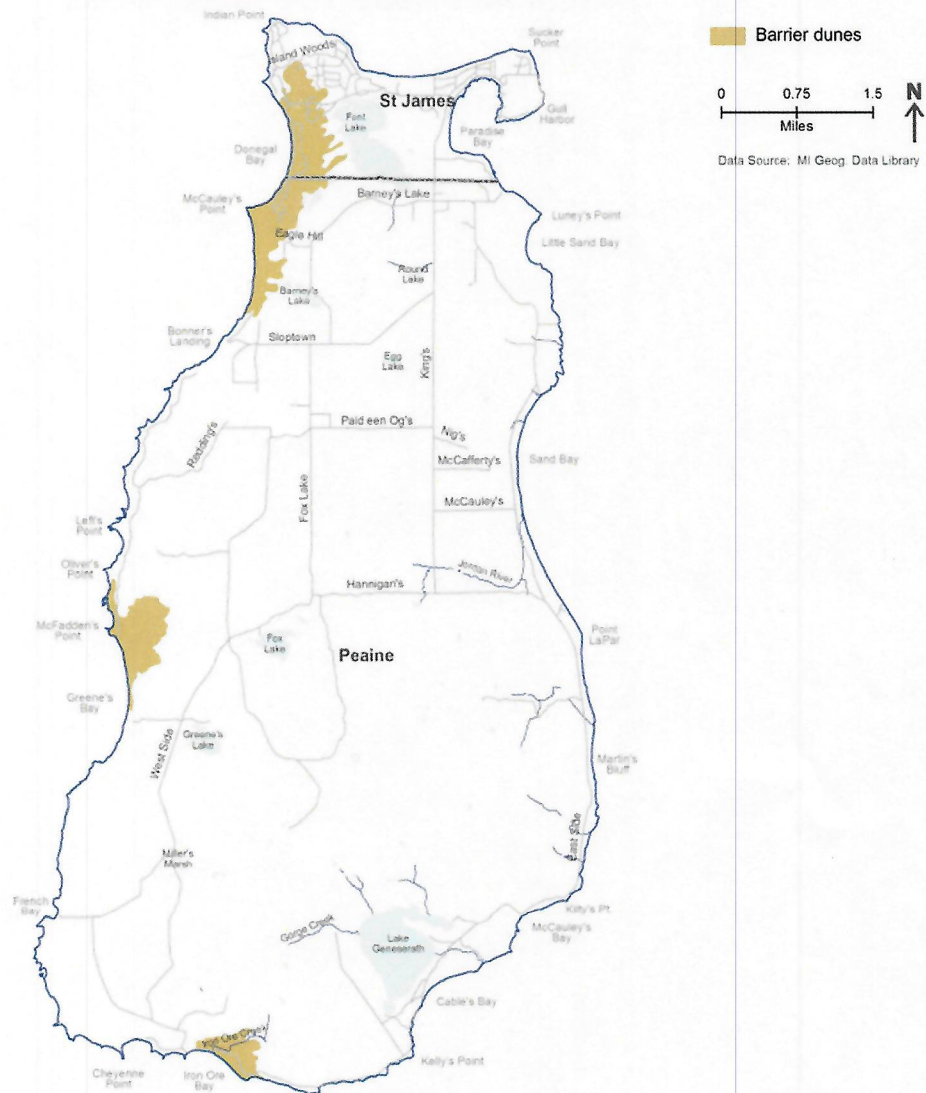 Indian Point
Island Woods
Sucker
Point
Barrier dunes
0 0.75 1.5
Miles
N
Data Source: MI Geog. Data Library
St James
Font
Lake
Gull
Harbor
Paradise
Bay
Donegal
Bay
McCauley's
Point
Barney's Lake
Luney's Point
Little Sand Bay
Eagle Hill
Round
Lake
Barney's
Lake
Bonner's
Landing
Sloptown
Egg
Lake
King's
Paid een Og's
Nig's
Redding's
McCafferty's
Sand Bay
Fox Lake
McCauley's
Left's
Point
Oliver's
Point
Jordan River
Hannigan's
McFadden's
Point
Fox
Lake
Peaine
Point
LaPar
Greene's
Bay
Greene's
Lake
West Side
Martin's
Bluff
East Side
Miller's
Marsh
French
Bay
Kilty's Pt.
McCauley's
Bay
Gorge Creek
Lake
Geneserath
Cable's Bay
Iron Ore Creek
Kelly's Point
Cheyenne
Point
Iron Ore
Bay